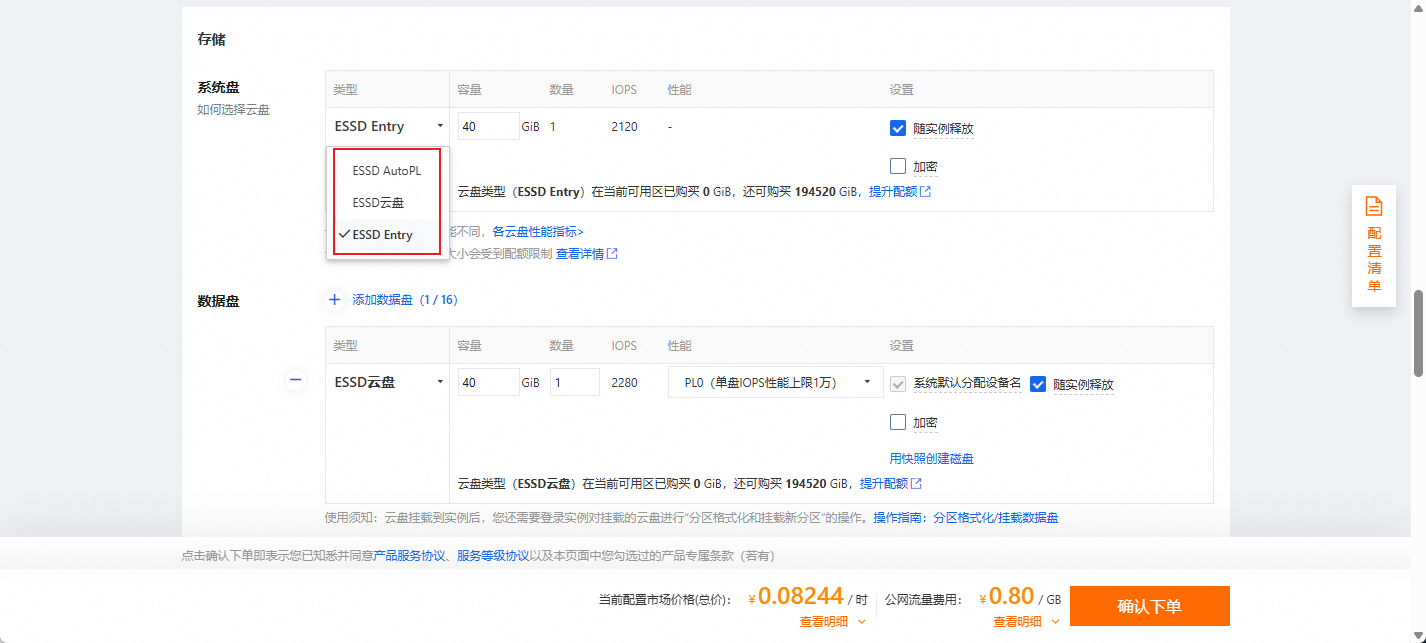 存储
系统盘
如何选择云盘
类型 容量 数量 IOPS 性能 设置
ESSD Entry 40 GiB 1 2120 - 随实例释放
加密
ESSD AutoPL
ESSD云盘
ESSD Entry
云盘类型（ESSD Entry）在当前可用区已购买 0 GiB，还可购买 194520 GiB，提升配额
能不同，各云盘性能指标>
大小会受到配额限制 查看详情
数据盘
添加数据盘（1 / 16）
类型 容量 数量 IOPS 性能 设置
ESSD云盘 40 GiB 1 2280 PL0（单盘IOPS性能上限1万） 系统默认分配设备名 随实例释放
加密
用快照创建磁盘
云盘类型（ESSD云盘）在当前可用区已购买 0 GiB，还可购买 194520 GiB，提升配额
使用须知：云盘挂载到实例后，您还需要登录实例对挂载的云盘进行“分区格式化和挂载新分区”的操作。操作指南：分区格式化/挂载数据盘
配置清单
点击确认下单即表示您已知悉并同意产品服务协议、服务等级协议以及本页面中您勾选过的产品专属条款（若有）
当前配置市场价格(总价)： ¥0.08244 / 时 公网流量费用： ¥0.80 / GB 确认下单
查看明细 查看明细